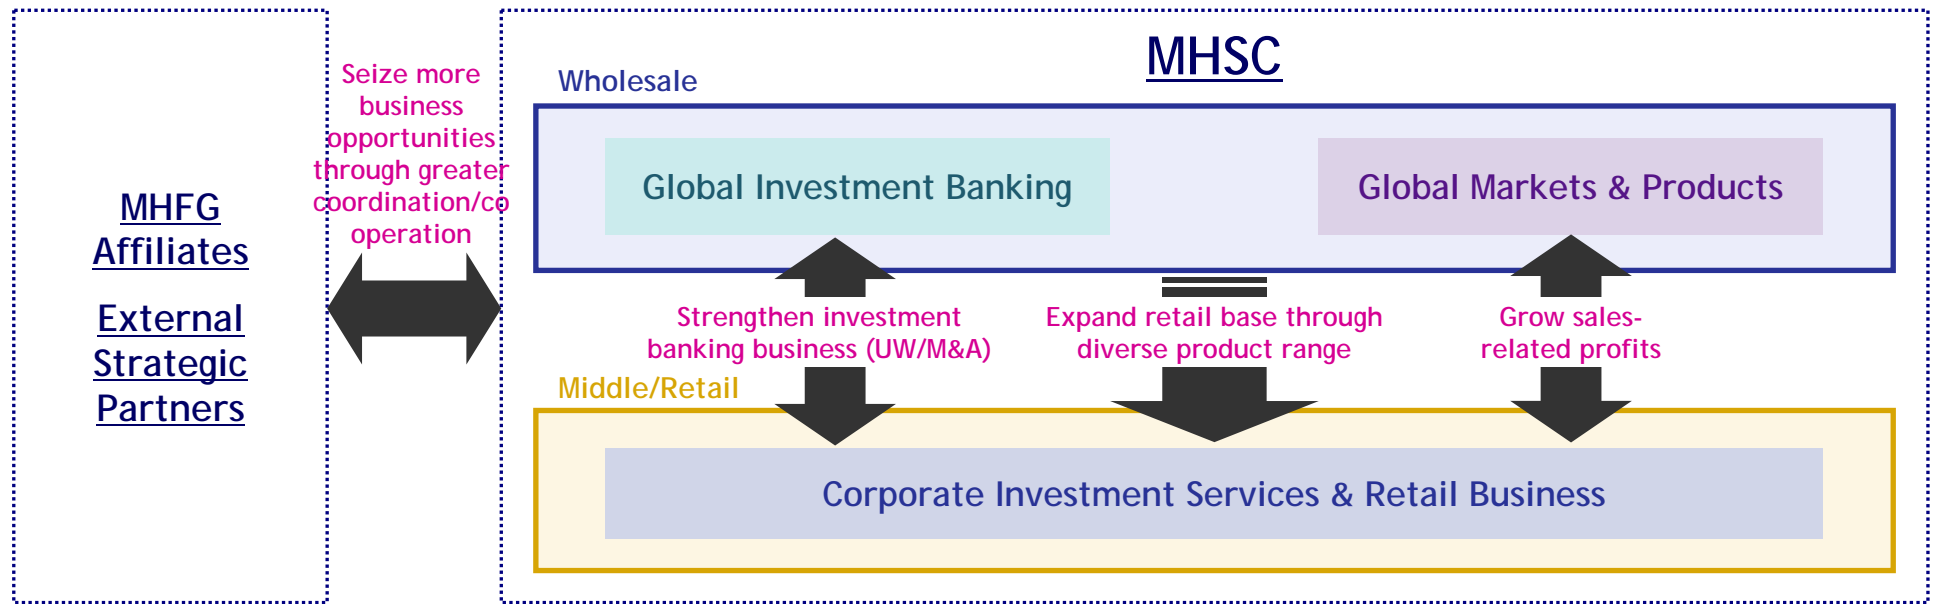 MHFG
Affiliates
External
Strategic
Partners
Seize more
business
opportunities
through greater
coordination/co
operation
MHSC
Wholesale
Global Investment Banking
Global Markets & Products
Strengthen investment
banking business (UW/M&A)
Expand retail base through
diverse product range
Grow sales-
related profits
Middle/Retail
Corporate Investment Services & Retail Business